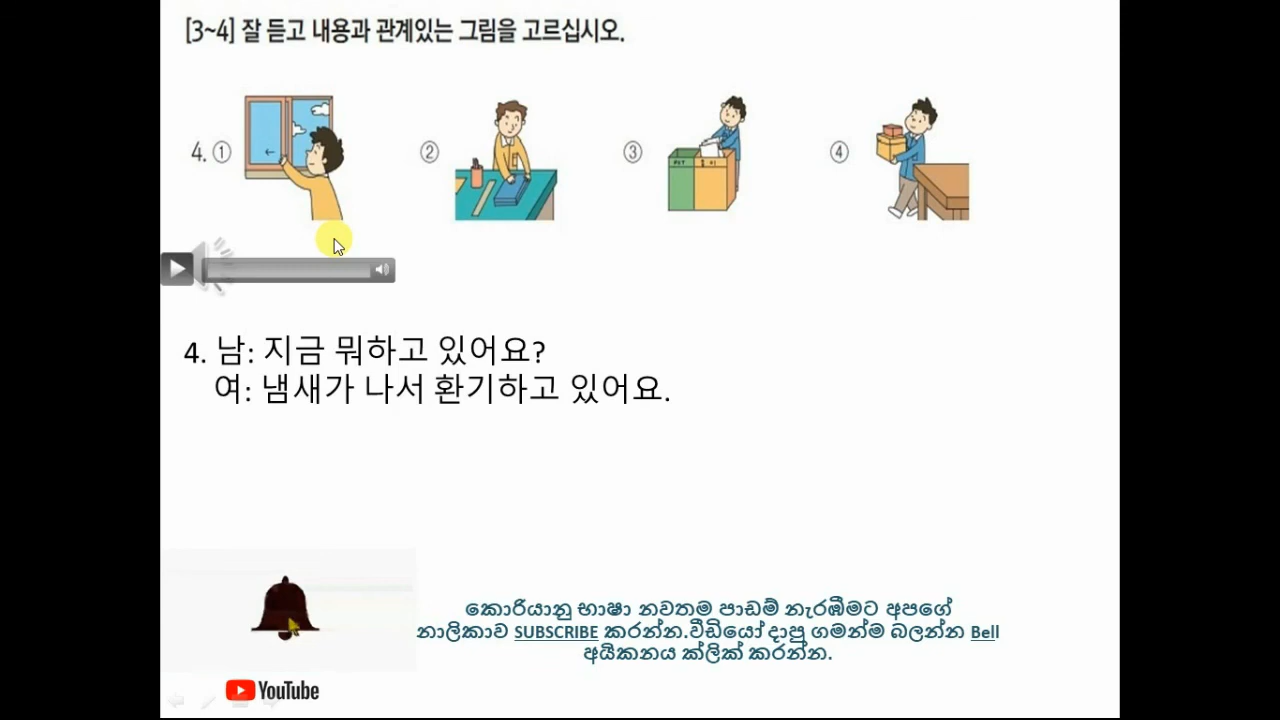 [3~4] 잘 듣고 내용과 관계있는 그림을 고르십시오.
4. ① ② ③ ④
4. 남: 지금 뭐하고 있어요?
여: 냄새가 나서 환기하고 있어요.
කොරියානු භාෂා නවතම පාඩම් නැරඹීමට අපගේ
නාලිකාව SUBSCRIBE කරන්න.වීඩියෝ දාපු ගමන්ම බලන්න Bell
අයිකනය ක්ලික් කරන්න.
YouTube